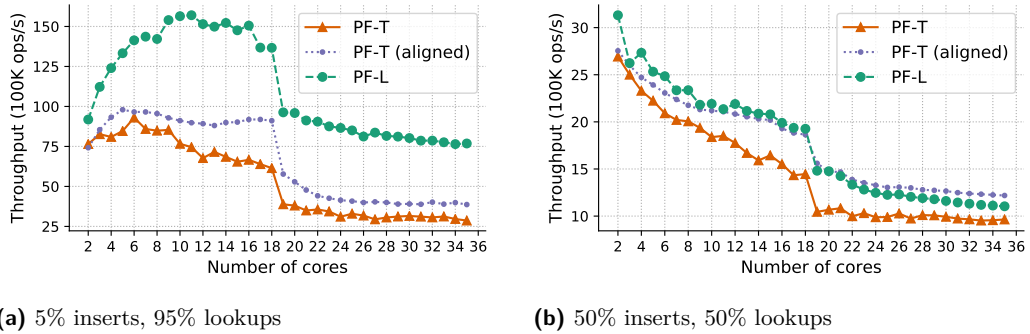 150
125
100
75
50
25
Throughput (100K ops/s)
PF-T
PF-T (aligned)
PF-L
2 4 6 8 10 12 14 16 18 20 22 24 26 28 30 32 34 36
Number of cores
(a) 5% inserts, 95% lookups
30
25
20
15
10
Throughput (100K ops/s)
PF-T
PF-T (aligned)
PF-L
2 4 6 8 10 12 14 16 18 20 22 24 26 28 30 32 34 36
Number of cores
(b) 50% inserts, 50% lookups